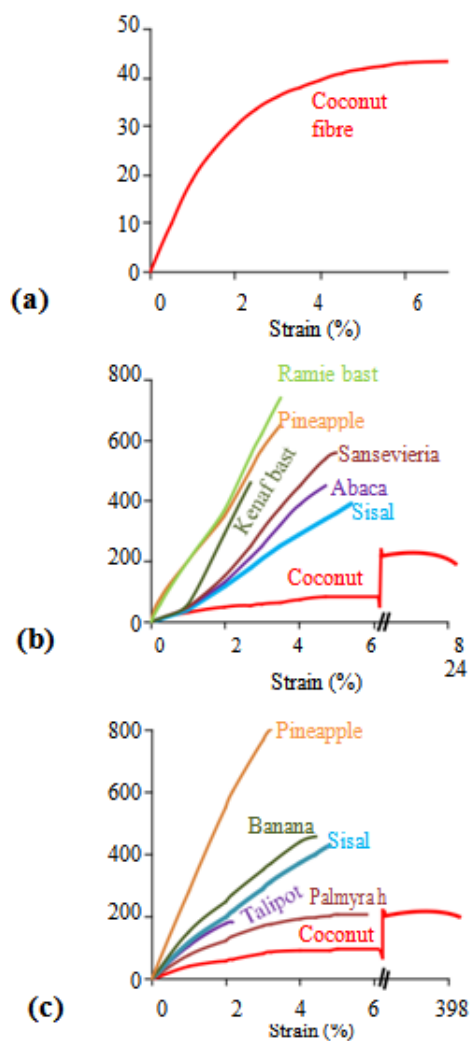 50
40
30
20
10
0
Coconut
fibre
0 2 4 6
Strain (%)
(a)
800
600
400
200
0
Ramie bast
Pineapple
Kenaf bast
Sansevieria
Abaca
Sisal
Coconut
0 2 4 6 8
24
Strain (%)
(b)
800
600
400
200
0
Pineapple
Banana
Sisal
Talipot
Palmyrah
Coconut
0 2 4 6 398
Strain (%)
(c)